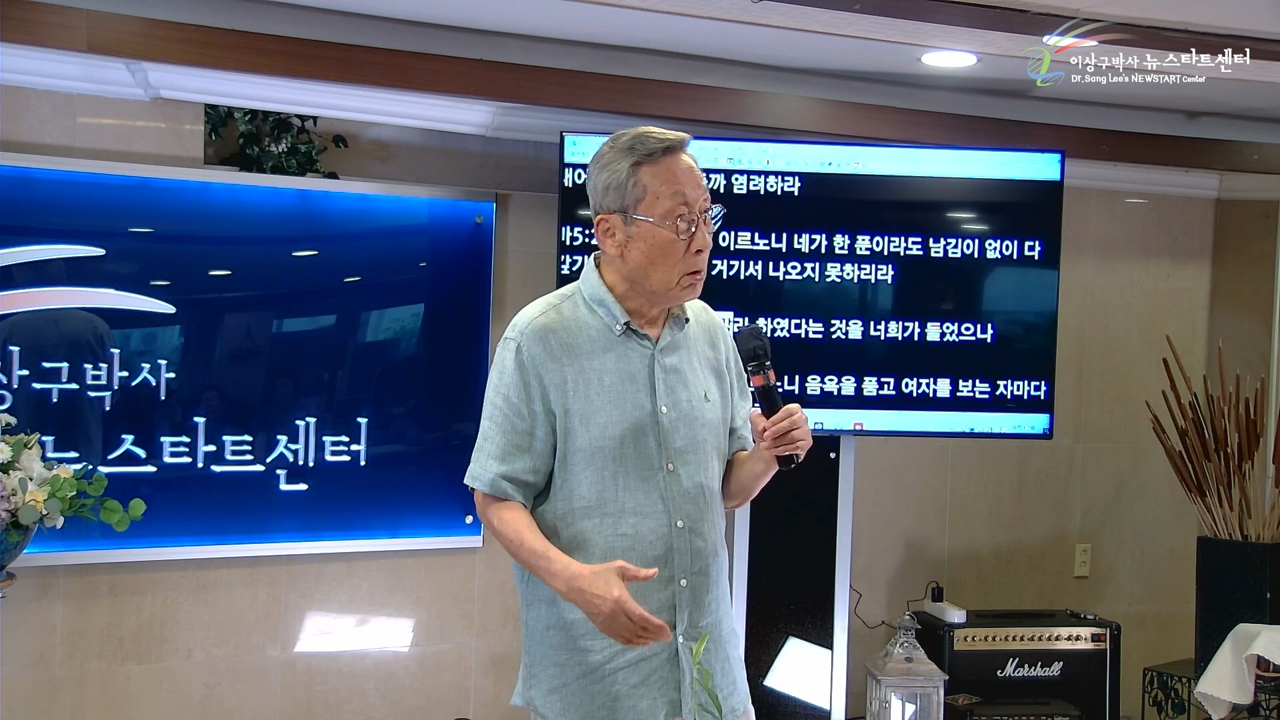 이상구박사 뉴스타트센터
Dr. Sang Lee's NEWSTART Center
까 염려하라
이르노니 네가 한 푼이라도 남김이 없이 다
거기서 나오지 못하리라
하였다는 것을 너희가 들었으나
음욕을 품고 여자를 보는 자마다
상구박사
뉴스타트센터
Marshall